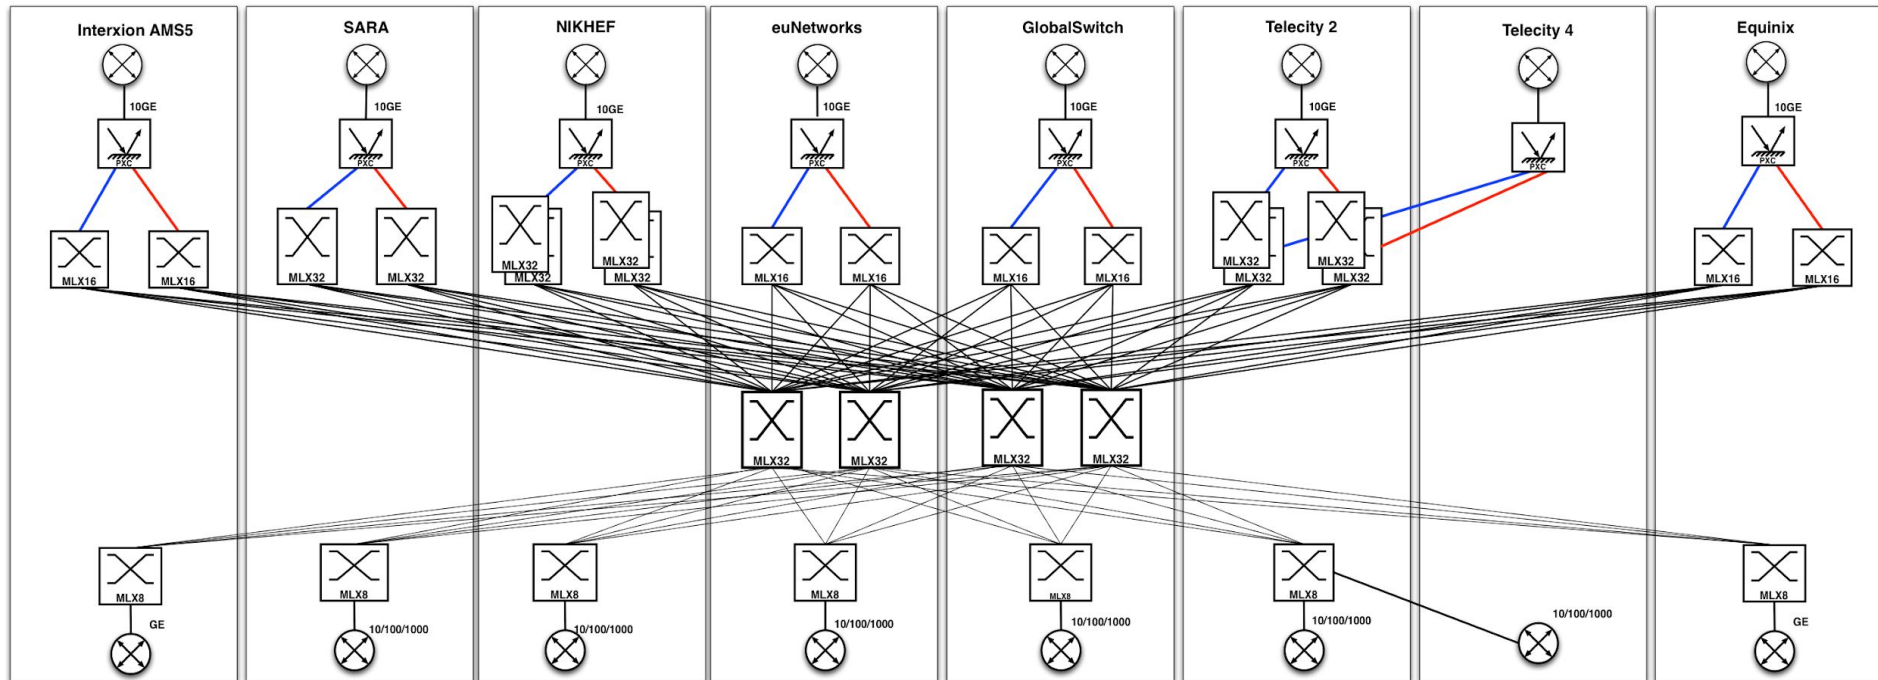 Interxion AMS5
SARA
NIKHEF
euNetworks
GlobalSwitch
Telecity 2
Telecity 4
Equinix
10GE
10GE
10GE
10GE
10GE
10GE
PXC
PXC
PXC
PXC
PXC
PXC
PXC
PXC
MLX16
MLX16
MLX32
MLX32
MLX32
MLX32
MLX32
MLX32
MLX16
MLX16
MLX16
MLX16
MLX32
MLX32
MLX32
MLX32
MLX16
MLX16
MLX32
MLX32
MLX32
MLX32
MLX8
MLX8
MLX8
MLX8
MLX8
MLX8
MLX8
GE
10/100/1000
10/100/1000
10/100/1000
10/100/1000
10/100/1000
10/100/1000
GE